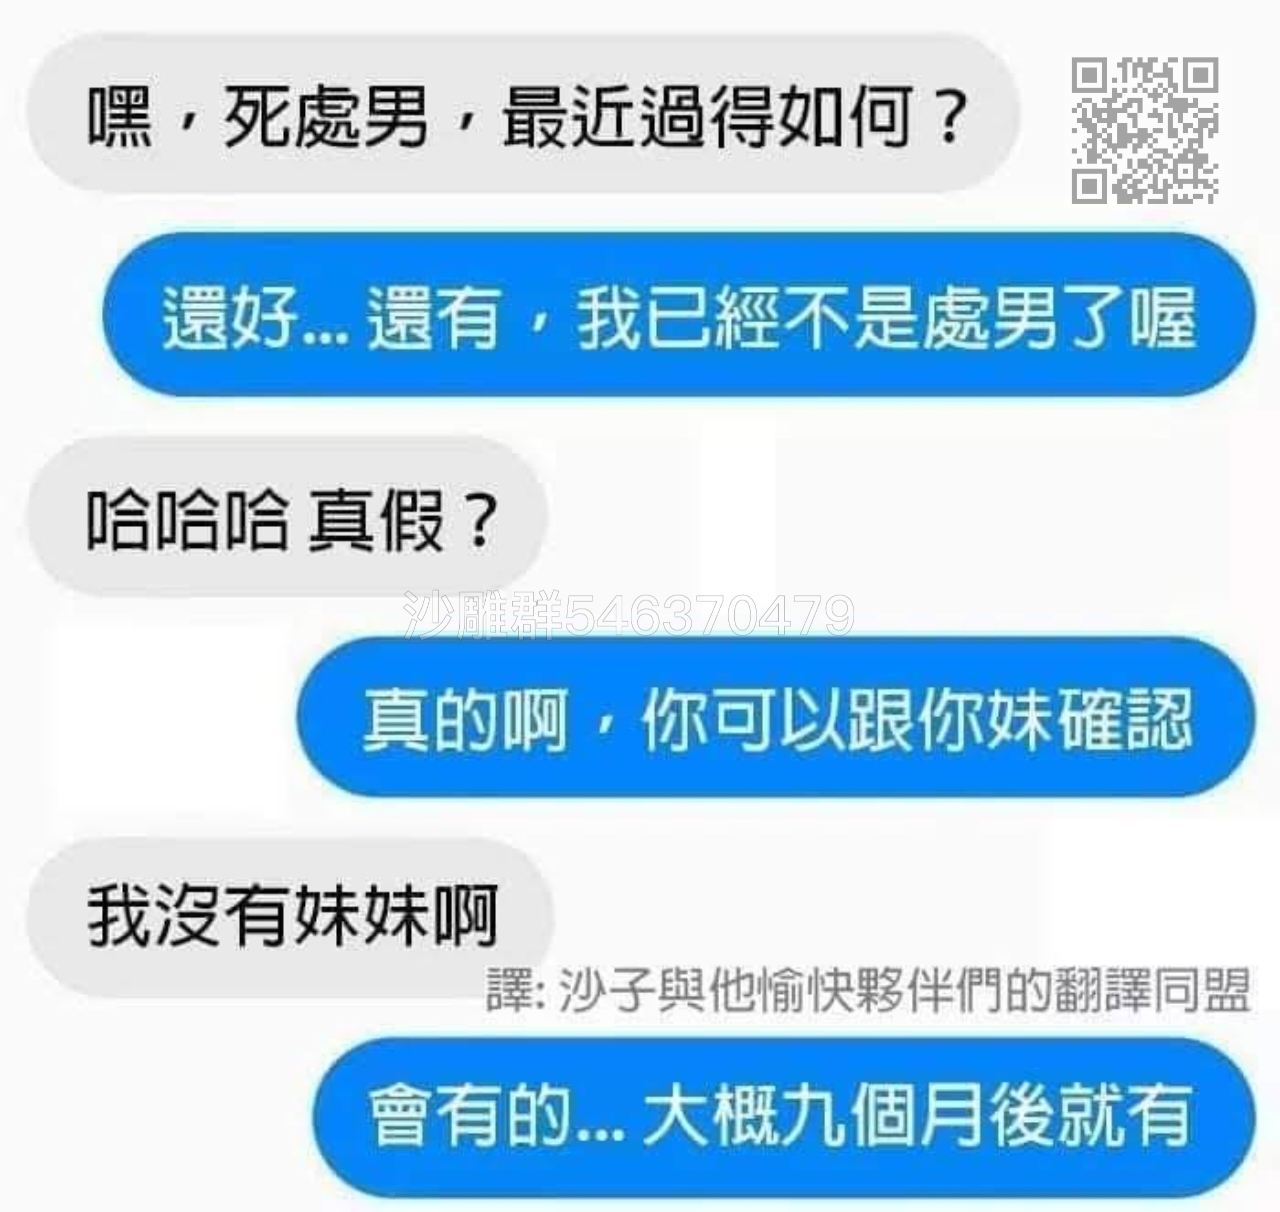 嘿，死處男，最近過得如何？
還好... 還有，我已經不是處男了喔
哈哈哈 真假？
沙雕群546370479
真的啊，你可以跟你妹確認
我沒有妹妹啊
譯: 沙子與他愉快夥伴們的翻譯同盟
會有的... 大概九個月後就有